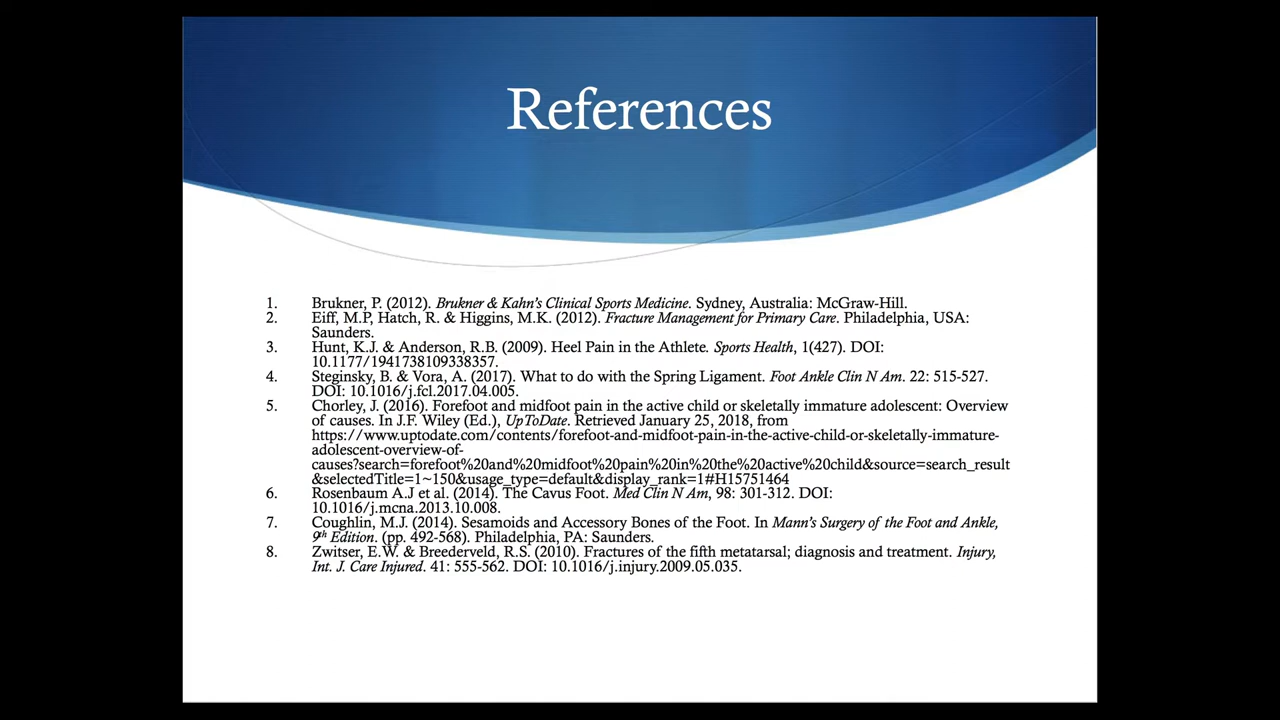 References
1. Brukner, P. (2012). Brukner & Kahn's Clinical Sports Medicine. Sydney, Australia: McGraw-Hill.
2. Eiff, M.P, Hatch, R. & Higgins, M.K. (2012). Fracture Management for Primary Care. Philadelphia, USA:
Saunders.
3. Hunt, K.J. & Anderson, R.B. (2009). Heel Pain in the Athlete. Sports Health, 1(427). DOI:
10.1177/1941738109338357.
4. Steginsky, B. & Vora, A. (2017). What to do with the Spring Ligament. Foot Ankle Clin N Am. 22: 515-527.
DOI: 10.1016/j.fcl.2017.04.005.
5. Chorley, J. (2016). Forefoot and midfoot pain in the active child or skeletally immature adolescent: Overview
of causes. In J.F. Wiley (Ed.), UpToDate. Retrieved January 25, 2018, from
https://www.uptodate.com/contents/forefoot-and-midfoot-pain-in-the-active-child-or-skeletally-immature-
adolescent-overview-of-
causes?search=forefoot%20and%20midfoot%20pain%20in%20the%20active%20child&source=search_result
&selectedTitle=1~150&usage_type=default&display_rank=1#H15751464
6. Rosenbaum A.J et al. (2014). The Cavus Foot. Med Clin N Am, 98: 301-312. DOI:
10.1016/j.mcna.2013.10.008.
7. Coughlin, M.J. (2014). Sesamoids and Accessory Bones of the Foot. In Mann's Surgery of the Foot and Ankle,
9th Edition. (pp. 492-568). Philadelphia, PA: Saunders.
8. Zwitser, E.W. & Breederveld, R.S. (2010). Fractures of the fifth metatarsal; diagnosis and treatment. Injury,
Int. J. Care Injured. 41: 555-562. DOI: 10.1016/j.injury.2009.05.035.